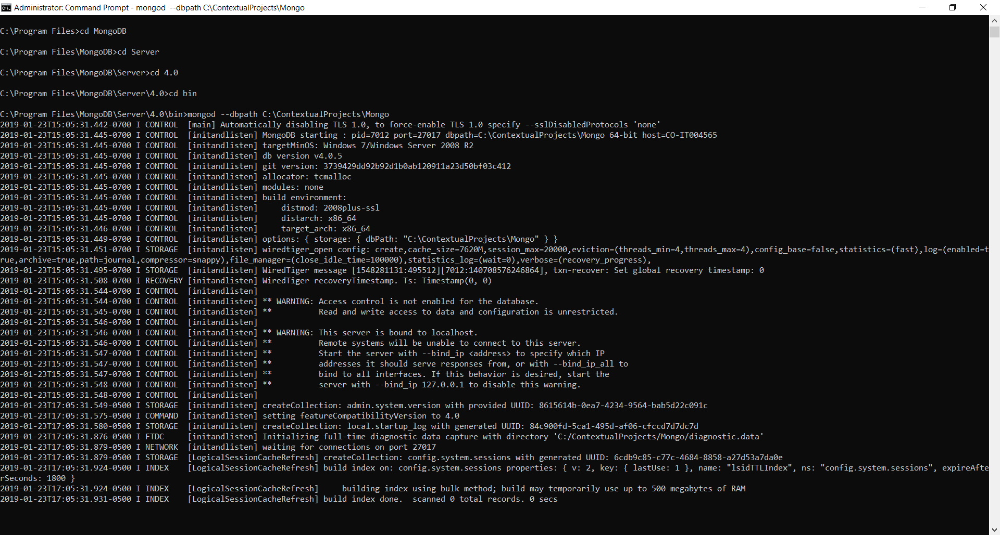 Administrator: Command Prompt - mongod  --dbpath C:\ContextualProjects\Mongo
C:\Program Files>cd MongoDB
C:\Program Files\MongoDB>cd Server
C:\Program Files\MongoDB\Server>cd 4.0
C:\Program Files\MongoDB\Server\4.0>cd bin
C:\Program Files\MongoDB\Server\4.0\bin>mongod --dbpath C:\ContextualProjects\Mongo
2019-01-23T15:05:31.442-0700 I CONTROL  [main] Automatically disabling TLS 1.0, to force-enable TLS 1.0 specify --sslDisabledProtocols 'none'
2019-01-23T15:05:31.445-0700 I CONTROL  [initandlisten] MongoDB starting : pid=7012 port=27017 dbpath=C:\ContextualProjects\Mongo 64-bit host=CO-IT004565
2019-01-23T15:05:31.445-0700 I CONTROL  [initandlisten] targetMinOS: Windows 7/Windows Server 2008 R2
2019-01-23T15:05:31.445-0700 I CONTROL  [initandlisten] db version v4.0.5
2019-01-23T15:05:31.445-0700 I CONTROL  [initandlisten] git version: 3739429dd92b92d1b0ab120911a23d50bf03c412
2019-01-23T15:05:31.445-0700 I CONTROL  [initandlisten] allocator: tcmalloc
2019-01-23T15:05:31.445-0700 I CONTROL  [initandlisten] modules: none
2019-01-23T15:05:31.445-0700 I CONTROL  [initandlisten] build environment:
2019-01-23T15:05:31.445-0700 I CONTROL  [initandlisten]     distmod: 2008plus-ssl
2019-01-23T15:05:31.445-0700 I CONTROL  [initandlisten]     distarch: x86_64
2019-01-23T15:05:31.446-0700 I CONTROL  [initandlisten]     target_arch: x86_64
2019-01-23T15:05:31.449-0700 I CONTROL  [initandlisten] options: { storage: { dbPath: "C:\ContextualProjects\Mongo" } }
2019-01-23T15:05:31.451-0700 I STORAGE  [initandlisten] wiredtiger_open config: create,cache_size=7620M,session_max=20000,eviction=(threads_min=4,threads_max=4),config_base=false,statistics=(fast),log=(enabled=t
rue,archive=true,path=journal,compressor=snappy),file_manager=(close_idle_time=100000),statistics_log=(wait=0),verbose=(recovery_progress),
2019-01-23T15:05:31.495-0700 I STORAGE  [initandlisten] WiredTiger message [1548281131:495512][7012:140708576246864], txn-recover: Set global recovery timestamp: 0
2019-01-23T15:05:31.508-0700 I RECOVERY [initandlisten] WiredTiger recoveryTimestamp. Ts: Timestamp(0, 0)
2019-01-23T15:05:31.544-0700 I CONTROL  [initandlisten]
2019-01-23T15:05:31.544-0700 I CONTROL  [initandlisten] ** WARNING: Access control is not enabled for the database.
2019-01-23T15:05:31.545-0700 I CONTROL  [initandlisten] **          Read and write access to data and configuration is unrestricted.
2019-01-23T15:05:31.546-0700 I CONTROL  [initandlisten]
2019-01-23T15:05:31.546-0700 I CONTROL  [initandlisten] ** WARNING: This server is bound to localhost.
2019-01-23T15:05:31.546-0700 I CONTROL  [initandlisten] **          Remote systems will be unable to connect to this server.
2019-01-23T15:05:31.547-0700 I CONTROL  [initandlisten] **          Start the server with --bind_ip <address> to specify which IP
2019-01-23T15:05:31.547-0700 I CONTROL  [initandlisten] **          addresses it should serve responses from, or with --bind_ip_all to
2019-01-23T15:05:31.547-0700 I CONTROL  [initandlisten] **          bind to all interfaces. If this behavior is desired, start the
2019-01-23T15:05:31.548-0700 I CONTROL  [initandlisten] **          server with --bind_ip 127.0.0.1 to disable this warning.
2019-01-23T15:05:31.548-0700 I CONTROL  [initandlisten]
2019-01-23T17:05:31.549-0500 I STORAGE  [initandlisten] createCollection: admin.system.version with provided UUID: 8615614b-0ea7-4234-9564-bab5d22c091c
2019-01-23T17:05:31.575-0500 I COMMAND  [initandlisten] setting featureCompatibilityVersion to 4.0
2019-01-23T17:05:31.580-0500 I STORAGE  [initandlisten] createCollection: local.startup_log with generated UUID: 84c900fd-5ca1-495d-af06-cfccd7d7dc7d
2019-01-23T17:05:31.876-0500 I FTDC     [initandlisten] Initializing full-time diagnostic data capture with directory 'C:/ContextualProjects/Mongo/diagnostic.data'
2019-01-23T17:05:31.879-0500 I NETWORK  [initandlisten] waiting for connections on port 27017
2019-01-23T17:05:31.879-0500 I STORAGE  [LogicalSessionCacheRefresh] createCollection: config.system.sessions with generated UUID: 6cdb9c85-c77c-4684-8858-a27d53a7da0e
2019-01-23T17:05:31.924-0500 I INDEX    [LogicalSessionCacheRefresh] build index on: config.system.sessions properties: { v: 2, key: { lastUse: 1 }, name: "lsidTTLIndex", ns: "config.system.sessions", expireAfte
rSeconds: 1800 }
2019-01-23T17:05:31.924-0500 I INDEX    [LogicalSessionCacheRefresh]     building index using bulk method; build may temporarily use up to 500 megabytes of RAM
2019-01-23T17:05:31.931-0500 I INDEX    [LogicalSessionCacheRefresh] build index done.  scanned 0 total records. 0 secs